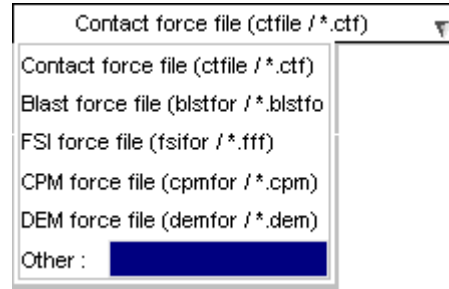 Contact force file (ctfile / *.ctf)
Contact force file (ctfile / *.ctf)
Blast force file (blstfor / *.blstfo
FSI force file (fsifor / *.fff)
CPM force file (cpmfor / *.cpm)
DEM force file (demfor / *.dem)
Other :